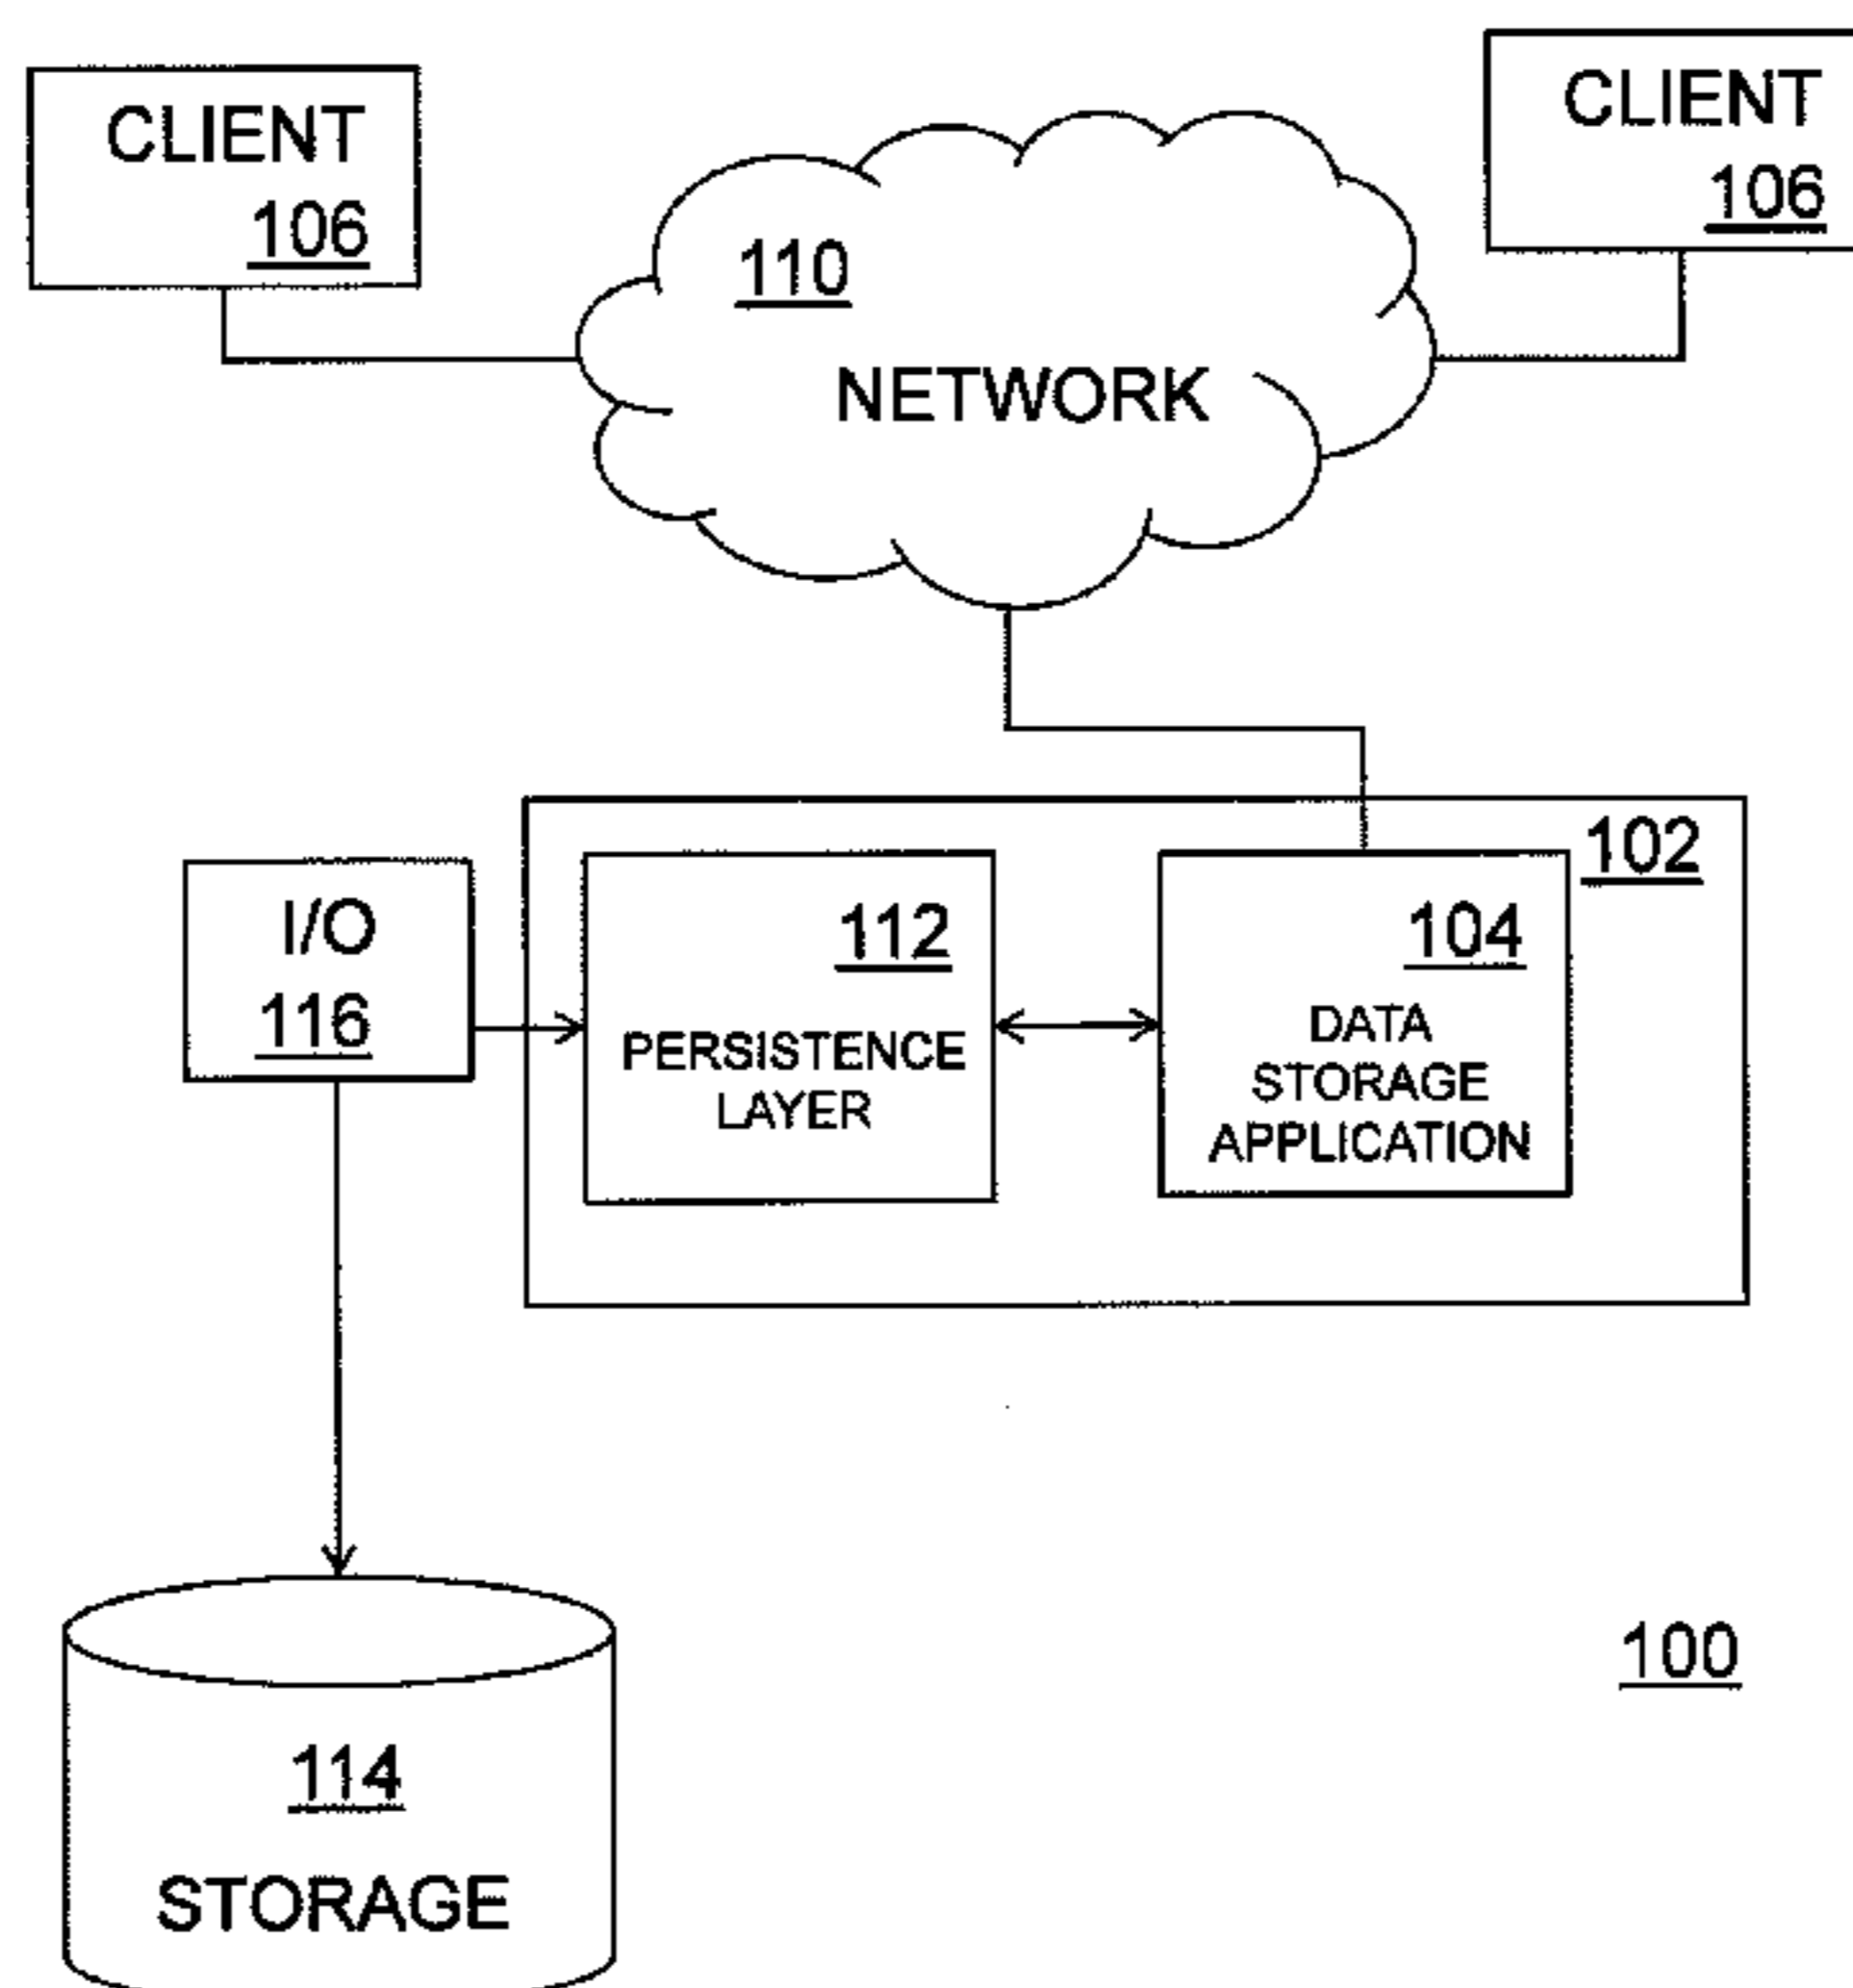 CLIENT
106
CLIENT
106
110
NETWORK
102
I/O
116
112
PERSISTENCE
LAYER
104
DATA
STORAGE
APPLICATION
100
114
STORAGE